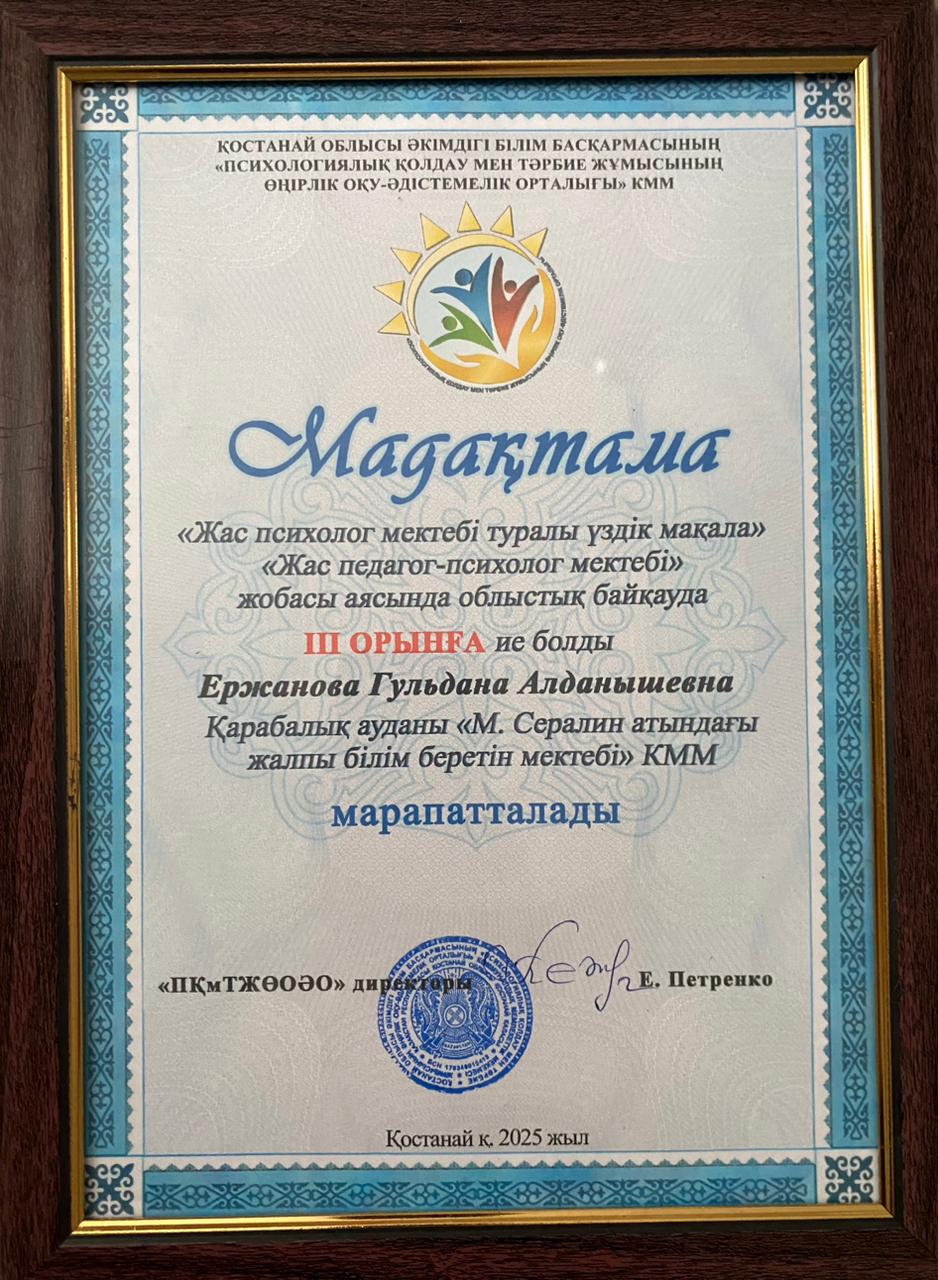 ҚОСТАНАЙ ОБЛЫСЫ ӘКІМДІГІ БІЛІМ БАСҚАРМАСЫНЫҢ
«ПСИХОЛОГИЯЛЫҚ ҚОЛДАУ МЕН ТӘРБИЕ ЖҰМЫСЫНЫҢ
ӨҢІРЛІК ОҚУ-ӘДІСТЕМЕЛІК ОРТАЛЫҒЫ» КММ
Мадақтама
«Жас психолог мектебі туралы үздік мақала»
«Жас педагог-психолог мектебі»
жобасы аясында облыстық байқауда
III ОРЫНҒА ие болды
Ержанова Гульдана Алданышевна
Қарабалық ауданы «М. Сералин атындағы
жалпы білім беретін мектебі» КММ
марапатталады
«ПҚмТЖӨОӘО» директоры Е. Петренко
Қостанай қ. 2025 жыл